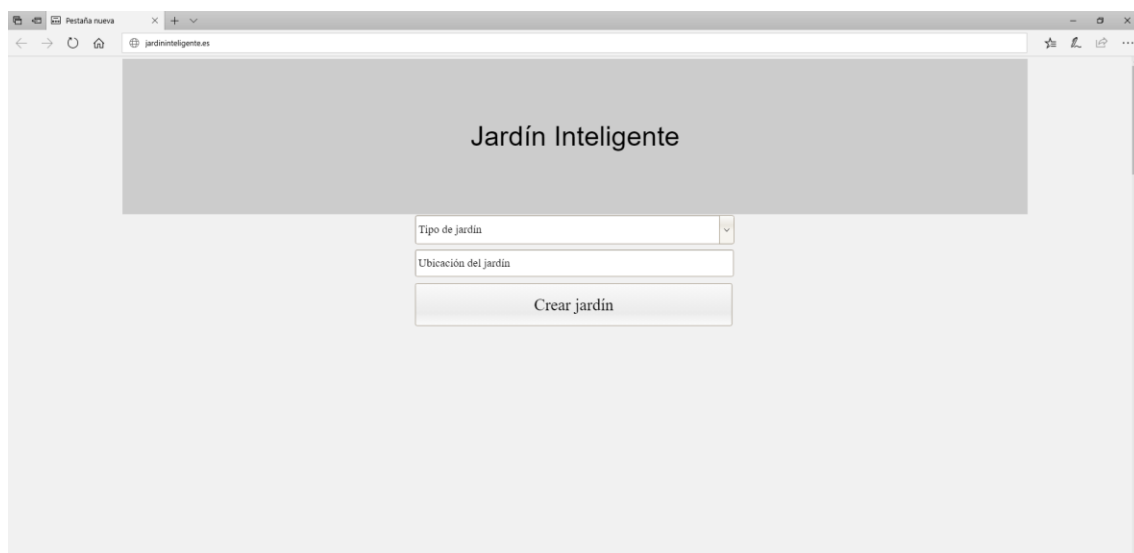 Pestaña nueva
jardininteligente.es
Jardín Inteligente
Tipo de jardín
Ubicación del jardín
Crear jardín